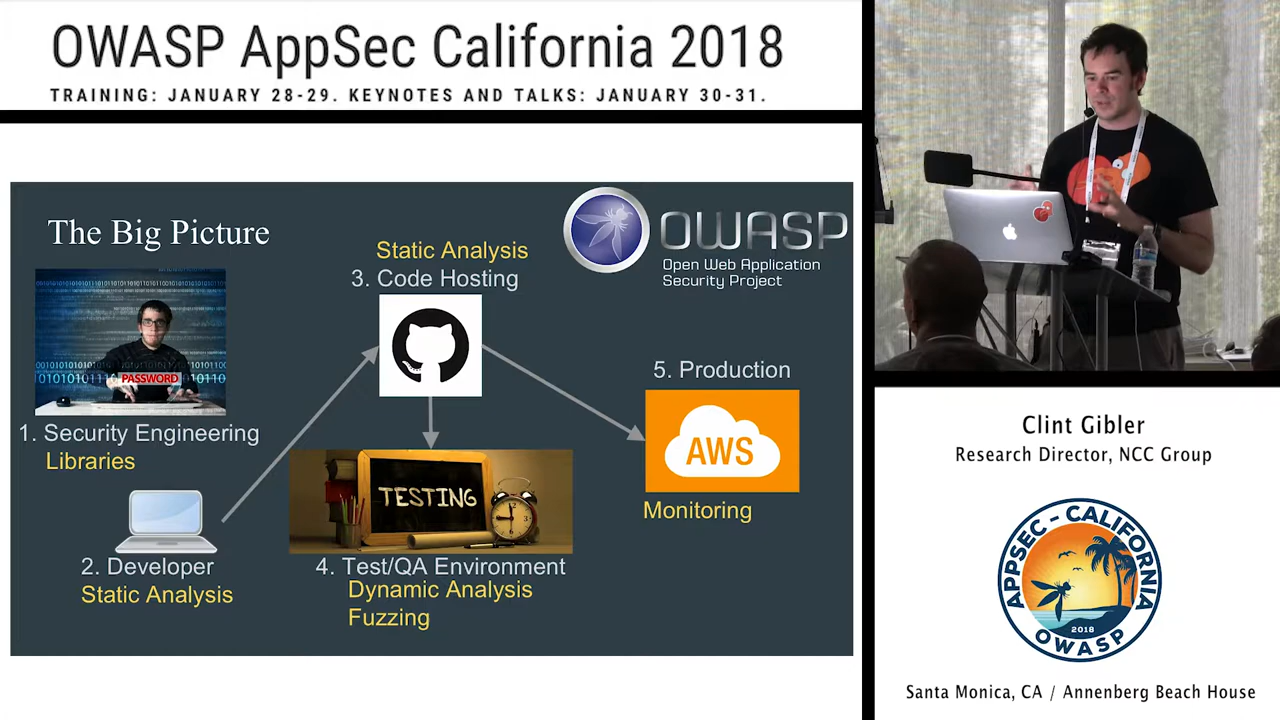 OWASP AppSec California 2018
TRAINING: JANUARY 28-29. KEYNOTES AND TALKS: JANUARY 30-31.
The Big Picture
OWASP
Open Web Application
Security Project
Static Analysis
3. Code Hosting
PASSWORD
1. Security Engineering
Libraries
2. Developer
Static Analysis
TESTING
4. Test/QA Environment
Dynamic Analysis
Fuzzing
5. Production
AWS
Monitoring
Clint Gibler
Research Director, NCC Group
APPSEC - CALIFORNIA
2018
OWASP
Santa Monica, CA / Annenberg Beach House